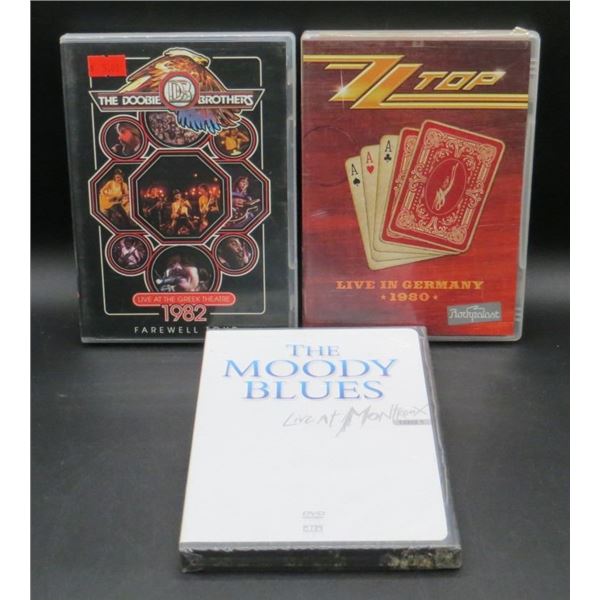 THE DOOBIE BROTHERS
LIVE AT THE GREEK THEATRE
1982
FAREWELL TOUR
ZZ TOP
A
A
A
LIVE IN GERMANY
1980
Rockpalast
THE
MOODY
BLUES
Live at Montreux
DVD